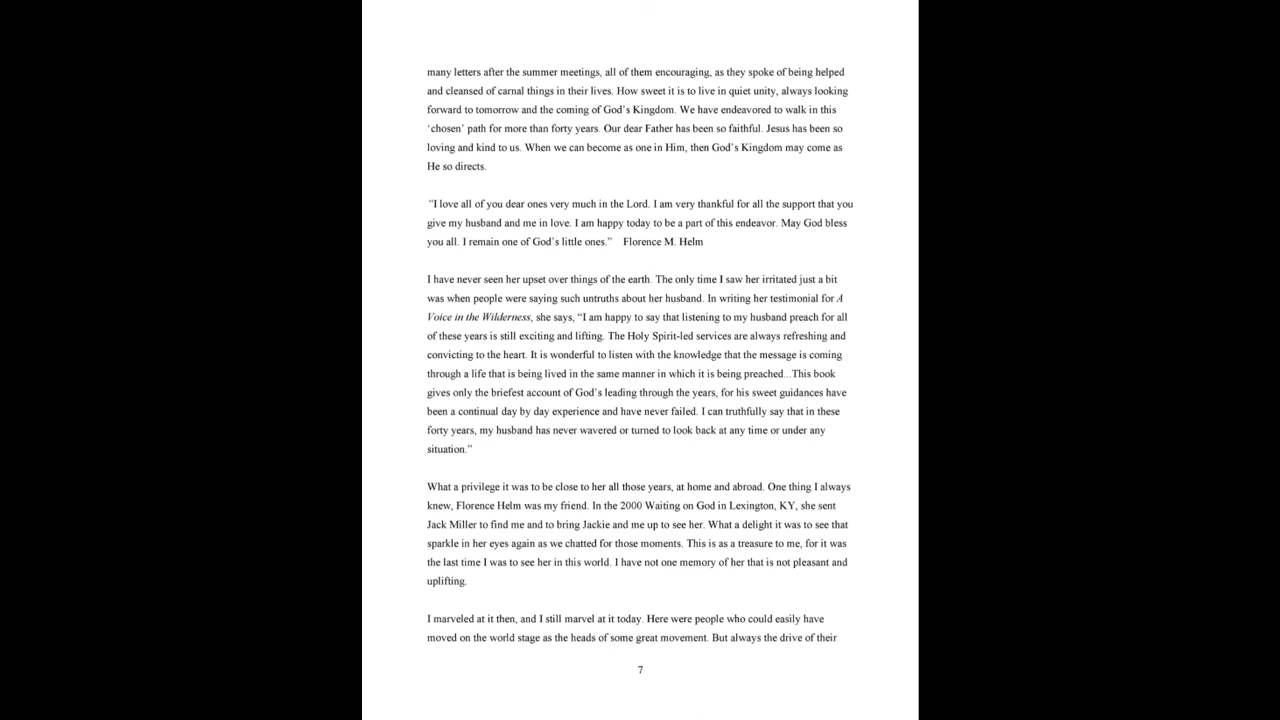 many letters after the summer meetings, all of them encouraging, as they spoke of being helped
and cleansed of carnal things in their lives. How sweet it is to live in quiet unity, always looking
forward to tomorrow and the coming of God’s Kingdom. We have endeavored to walk in this
‘chosen’ path for more than forty years. Our dear Father has been so faithful. Jesus has been so
loving and kind to us. When we can become as one in Him, then God’s Kingdom may come as
He so directs.
“I love all of you dear ones very much in the Lord. I am very thankful for all the support that you
give my husband and me in love. I am happy today to be a part of this endeavor. May God bless
you all. I remain one of God’s little ones.” Florence M. Helm
I have never seen her upset over things of the earth. The only time I saw her irritated just a bit
was when people were saying such untruths about her husband. In writing her testimonial for A
Voice in the Wilderness, she says, “I am happy to say that listening to my husband preach for all
of these years is still exciting and lifting. The Holy Spirit-led services are always refreshing and
convicting to the heart. It is wonderful to listen with the knowledge that the message is coming
through a life that is being lived in the same manner in which it is being preached...This book
gives only the briefest account of God’s leading through the years, for his sweet guidances have
been a continual day by day experience and have never failed. I can truthfully say that in these
forty years, my husband has never wavered or turned to look back at any time or under any
situation.”
What a privilege it was to be close to her all those years, at home and abroad. One thing I always
knew, Florence Helm was my friend. In the 2000 Waiting on God in Lexington, KY, she sent
Jack Miller to find me and to bring Jackie and me up to see her. What a delight it was to see that
sparkle in her eyes again as we chatted for those moments. This is as a treasure to me, for it was
the last time I was to see her in this world. I have not one memory of her that is not pleasant and
uplifting.
I marveled at it then, and I still marvel at it today. Here were people who could easily have
moved on the world stage as the heads of some great movement. But always the drive of their
7